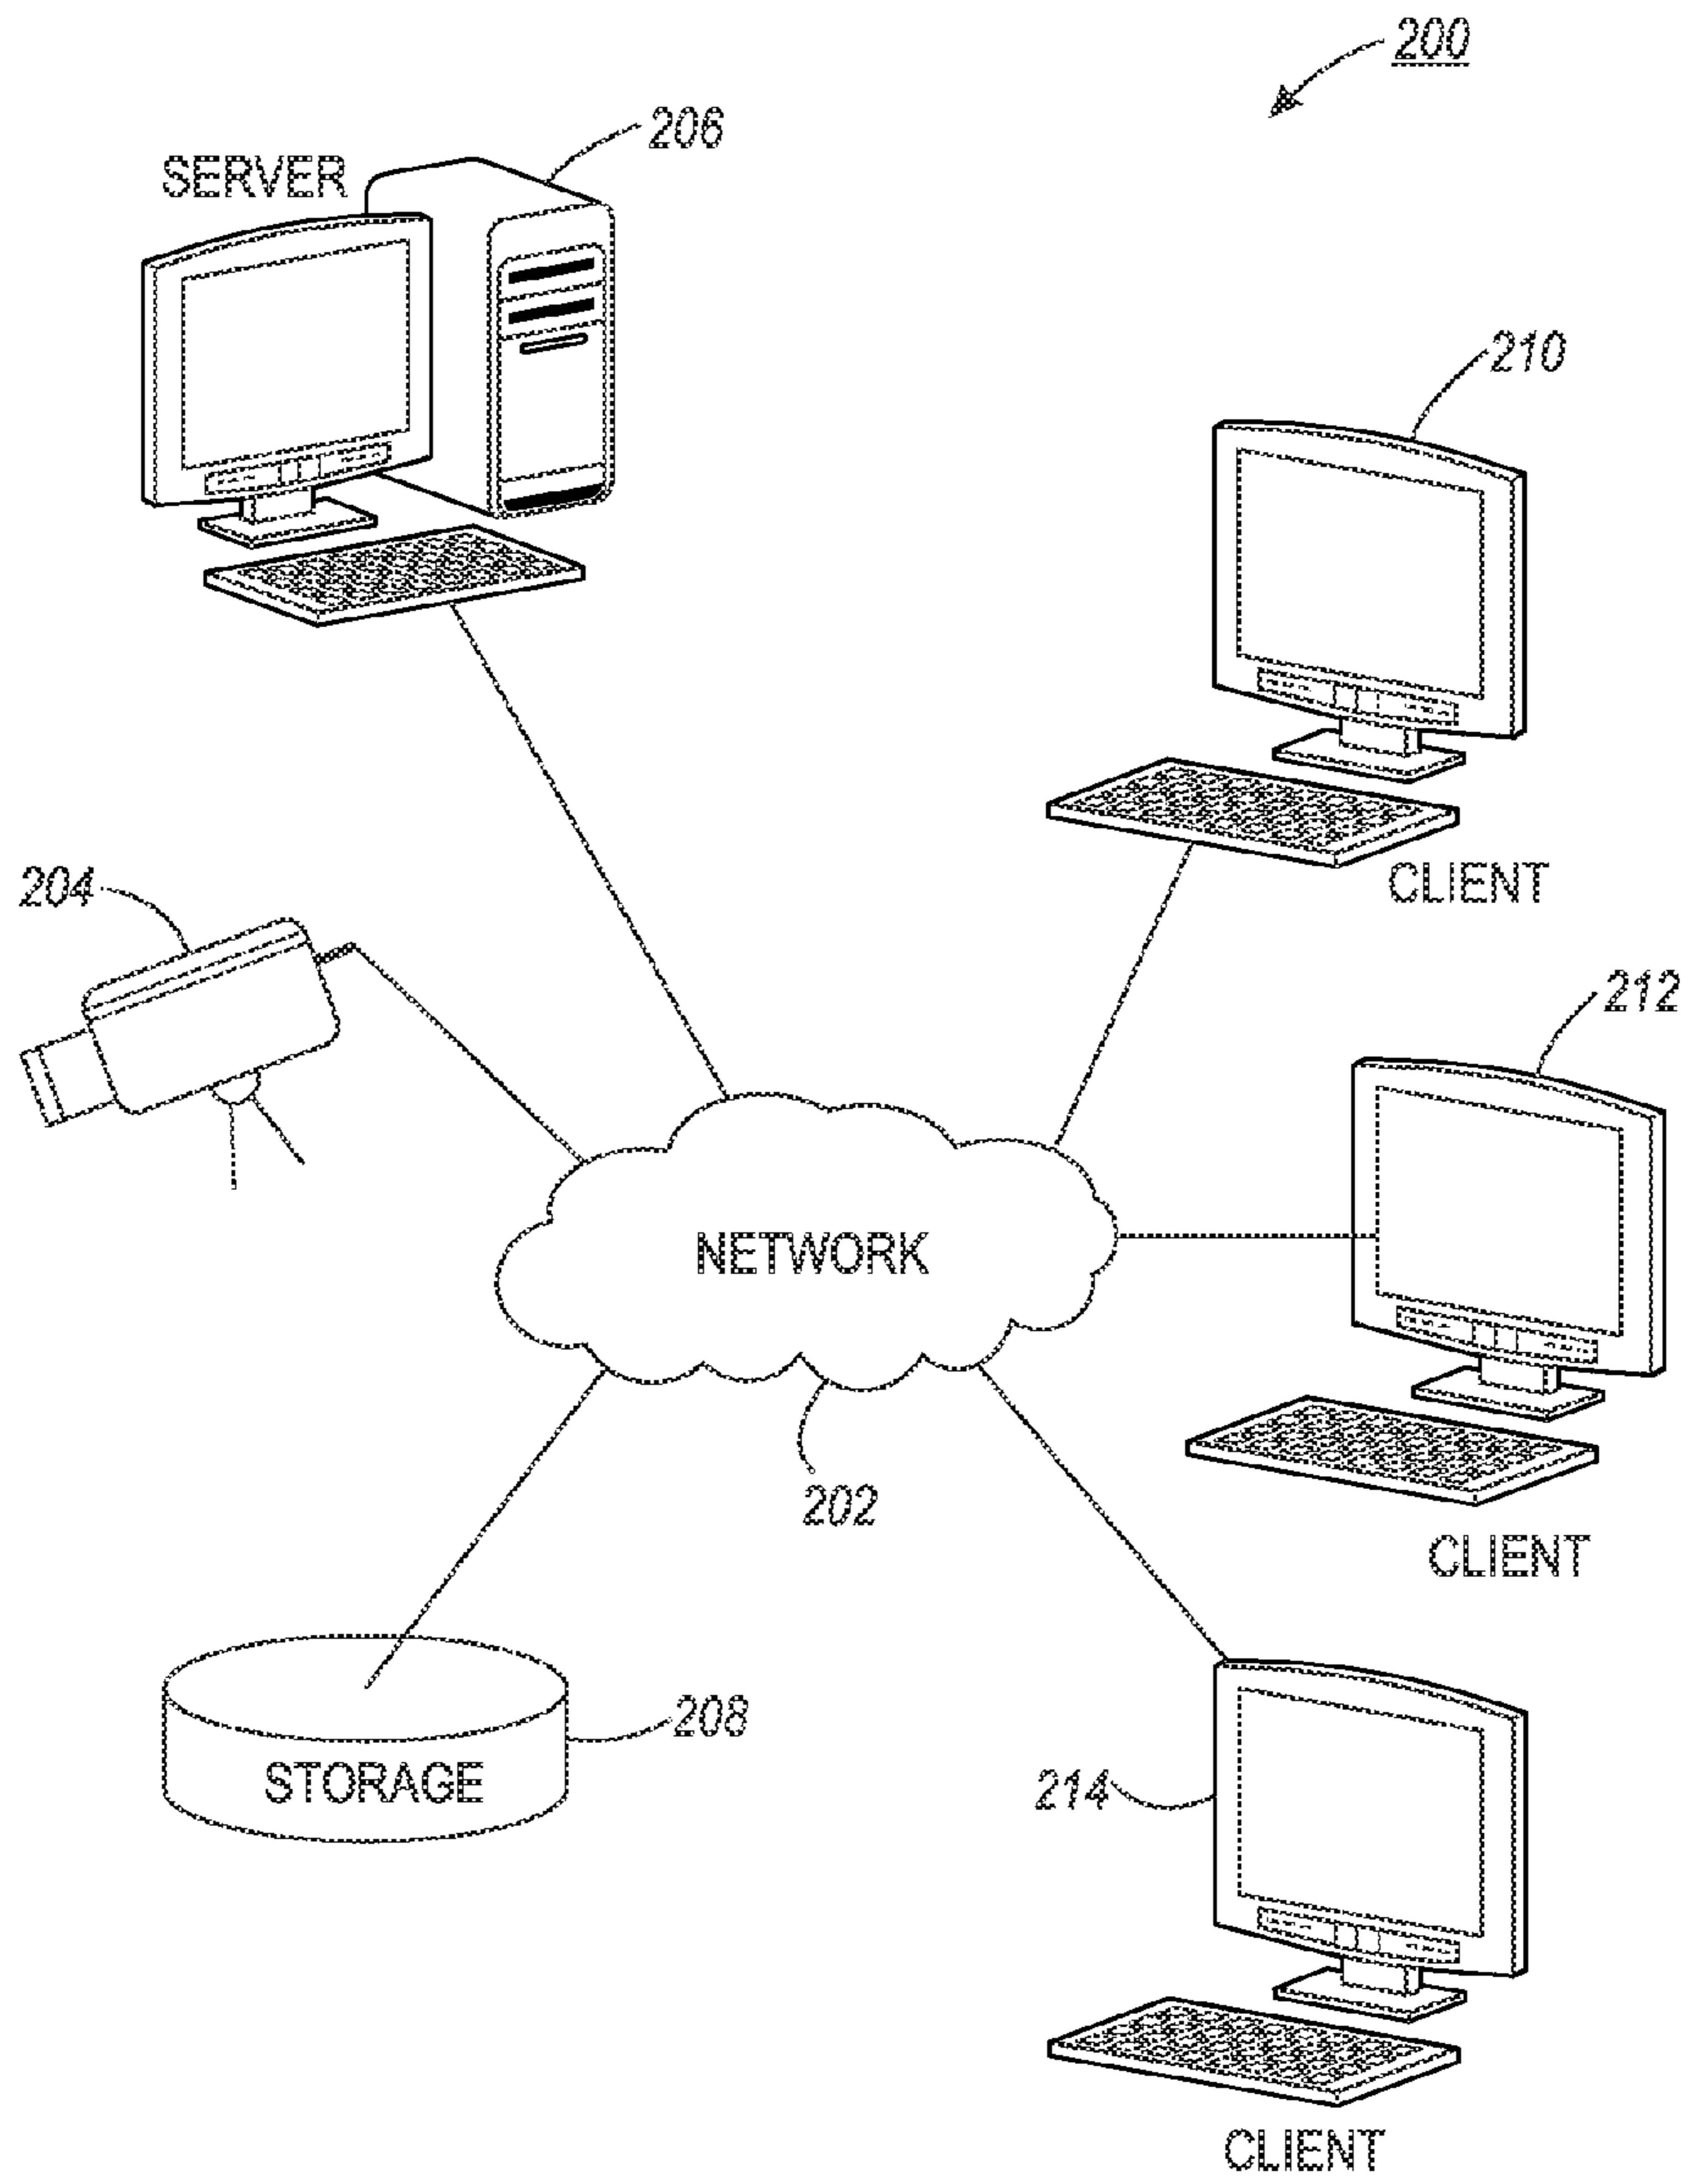 200
206
SERVER
210
204
CLIENT
212
NETWORK
202
CLIENT
208
STORAGE
214
CLIENT